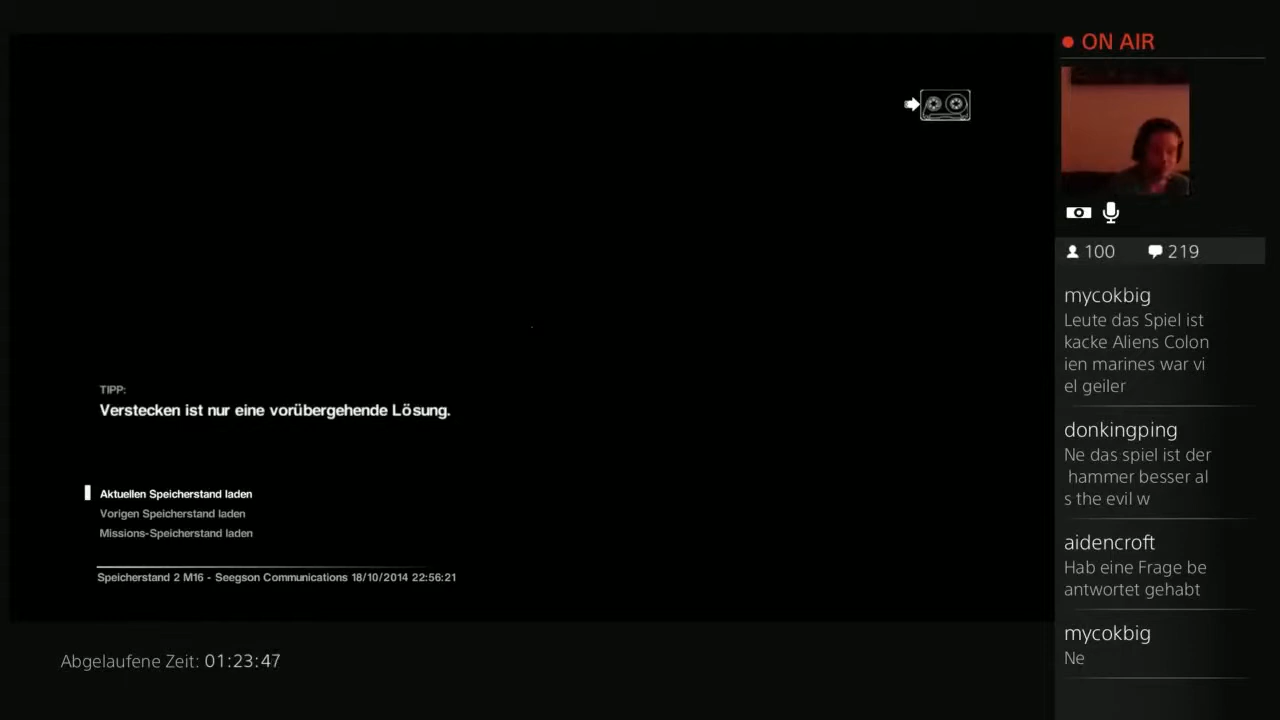 ON AIR
100 219
mycokbig
Leute das Spiel ist
kacke Aliens Colon
ien marines war vi
el geiler
donkingping
Ne das spiel ist der
hammer besser al
s the evil w
aidencroft
Hab eine Frage be
antwortet gehabt
mycokbig
Ne
TIPP:
Verstecken ist nur eine vorübergehende Lösung.
Aktuellen Speicherstand laden
Vorigen Speicherstand laden
Missions-Speicherstand laden
Speicherstand 2 M16 - Seegson Communications 18/10/2014 22:56:21
Abgelaufene Zeit: 01:23:47